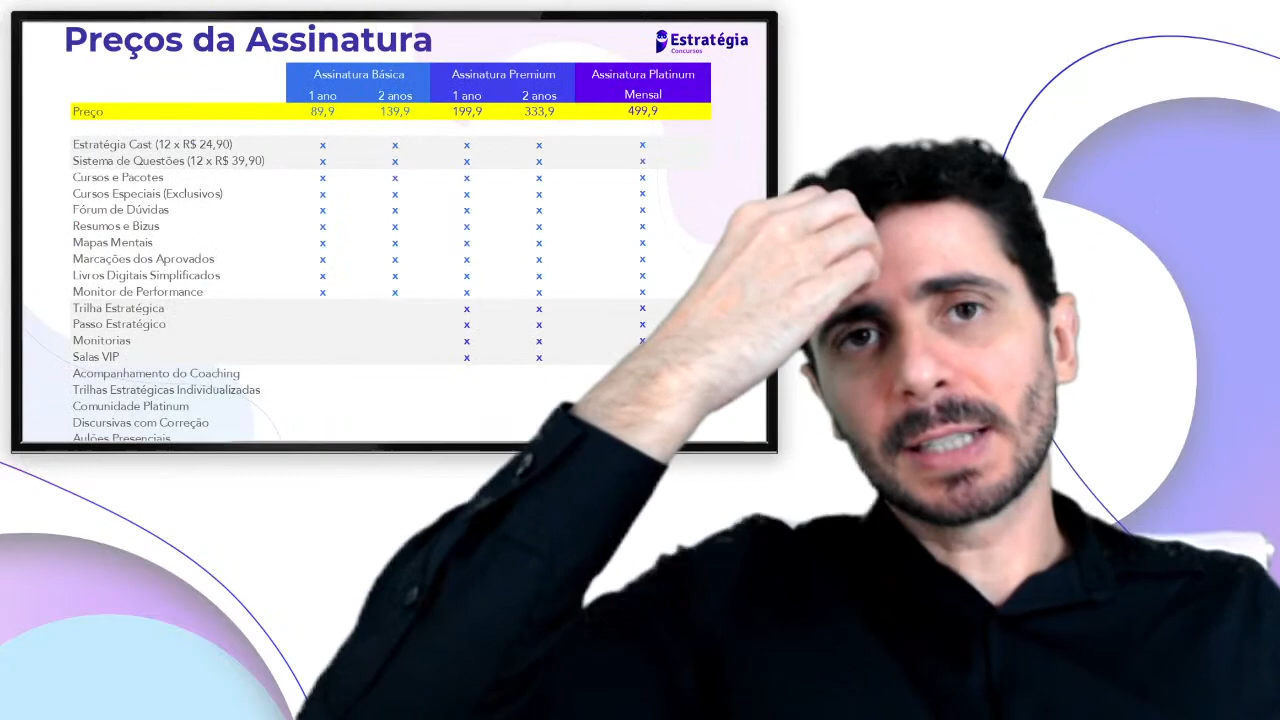 Preços da Assinatura
Estratégia
Concursos
Assinatura Básica Assinatura Premium Assinatura Platinum
1 ano 2 anos 1 ano 2 anos Mensal
Preço 89,9 139,9 199,9 333,9 499,9
Estratégia Cast (12 x R$ 24,90) x x x x x
Sistema de Questões (12 x R$ 39,90) x x x x x
Cursos e Pacotes x x x x x
Cursos Especiais (Exclusivos) x x x x x
Fórum de Dúvidas x x x x x
Resumos e Bizus x x x x x
Mapas Mentais x x x x x
Marcações dos Aprovados x x x x x
Livros Digitais Simplificados x x x x x
Monitor de Performance x x x x x
Trilha Estratégica x x x
Passo Estratégico x x x
Monitorias x x x
Salas VIP x x
Acompanhamento do Coaching
Trilhas Estratégicas Individualizadas
Comunidade Platinum
Discursivas com Correção
Aulões Presenciais